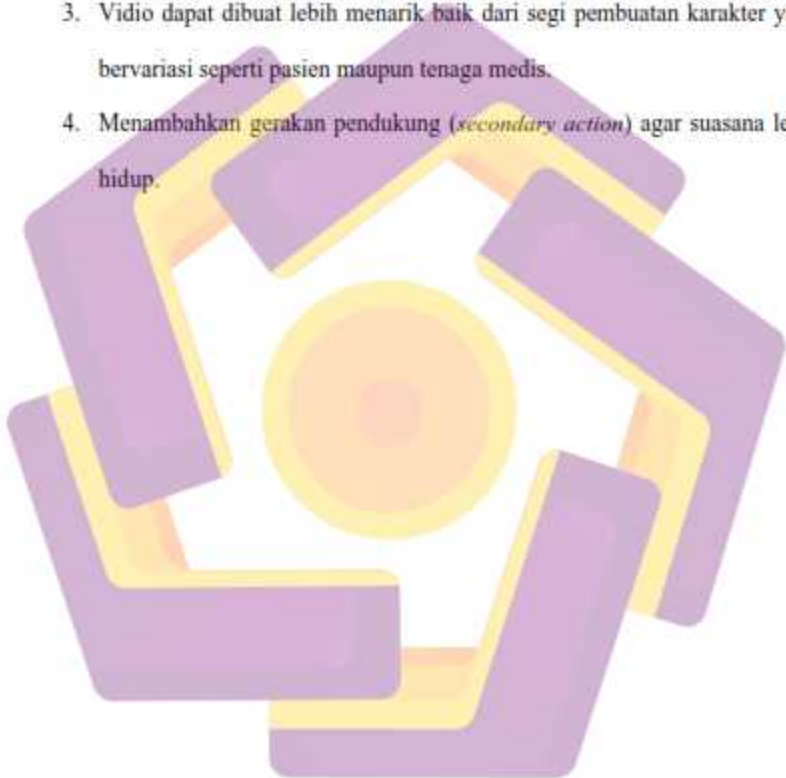 3. Vidio dapat dibuat lebih menarik baik dari segi pembuatan karakter y
bervariasi seperti pasien maupun tenaga medis.
4. Menambahkan gerakan pendukung (secondary action) agar suasana le
hidup.